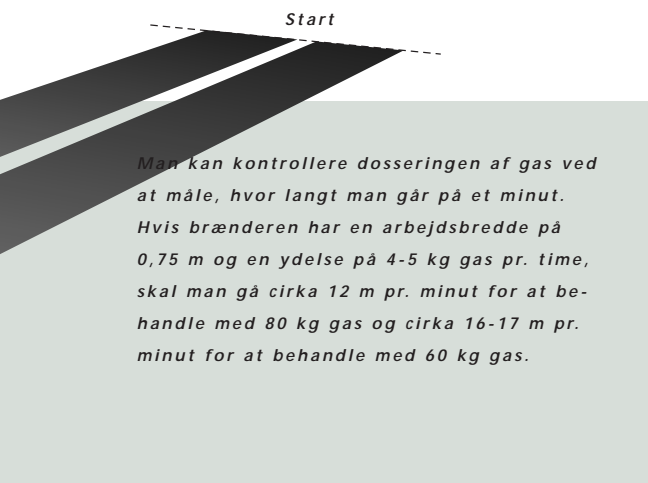 Start
Man kan kontrollere dosseringen af gas ved
at måle, hvor langt man går på et minut.
Hvis brænderen har en arbejdsbredde på
0,75 m og en ydelse på 4-5 kg gas pr. time,
skal man gå cirka 12 m pr. minut for at be-
handle med 80 kg gas og cirka 16-17 m pr.
minut for at behandle med 60 kg gas.